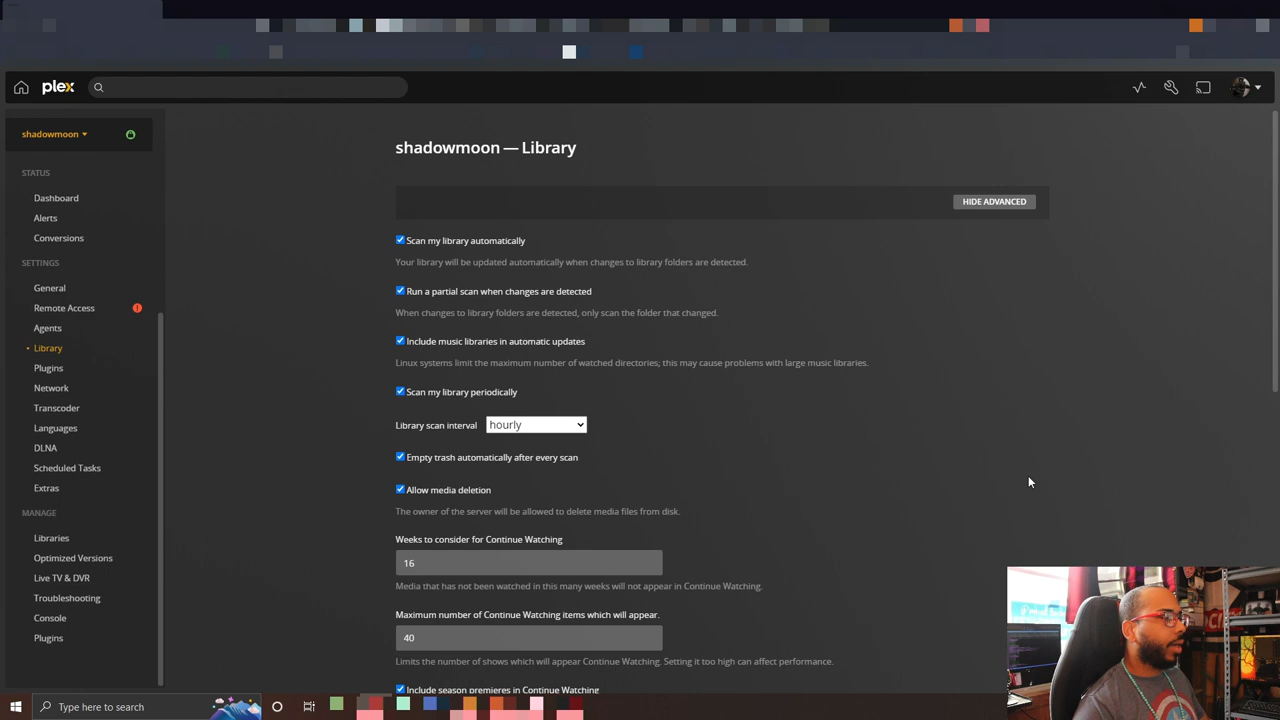 plex
shadowmoon
STATUS
Dashboard
Alerts
Conversions
SETTINGS
General
Remote Access
Agents
Library
Plugins
Network
Transcoder
Languages
DLNA
Scheduled Tasks
Extras
MANAGE
Libraries
Optimized Versions
Live TV & DVR
Troubleshooting
Console
Plugins
shadowmoon — Library
HIDE ADVANCED
Scan my library automatically
Your library will be updated automatically when changes to library folders are detected.
Run a partial scan when changes are detected
When changes to library folders are detected, only scan the folder that changed.
Include music libraries in automatic updates
Linux systems limit the maximum number of watched directories; this may cause problems with large music libraries.
Scan my library periodically
Library scan interval hourly
Empty trash automatically after every scan
Allow media deletion
The owner of the server will be allowed to delete media files from disk.
Weeks to consider for Continue Watching
16
Media that has not been watched in this many weeks will not appear in Continue Watching.
Maximum number of Continue Watching items which will appear.
40
Limits the number of shows which will appear Continue Watching. Setting it too high can affect performance.
Include season premieres in Continue Watching
Type here to search